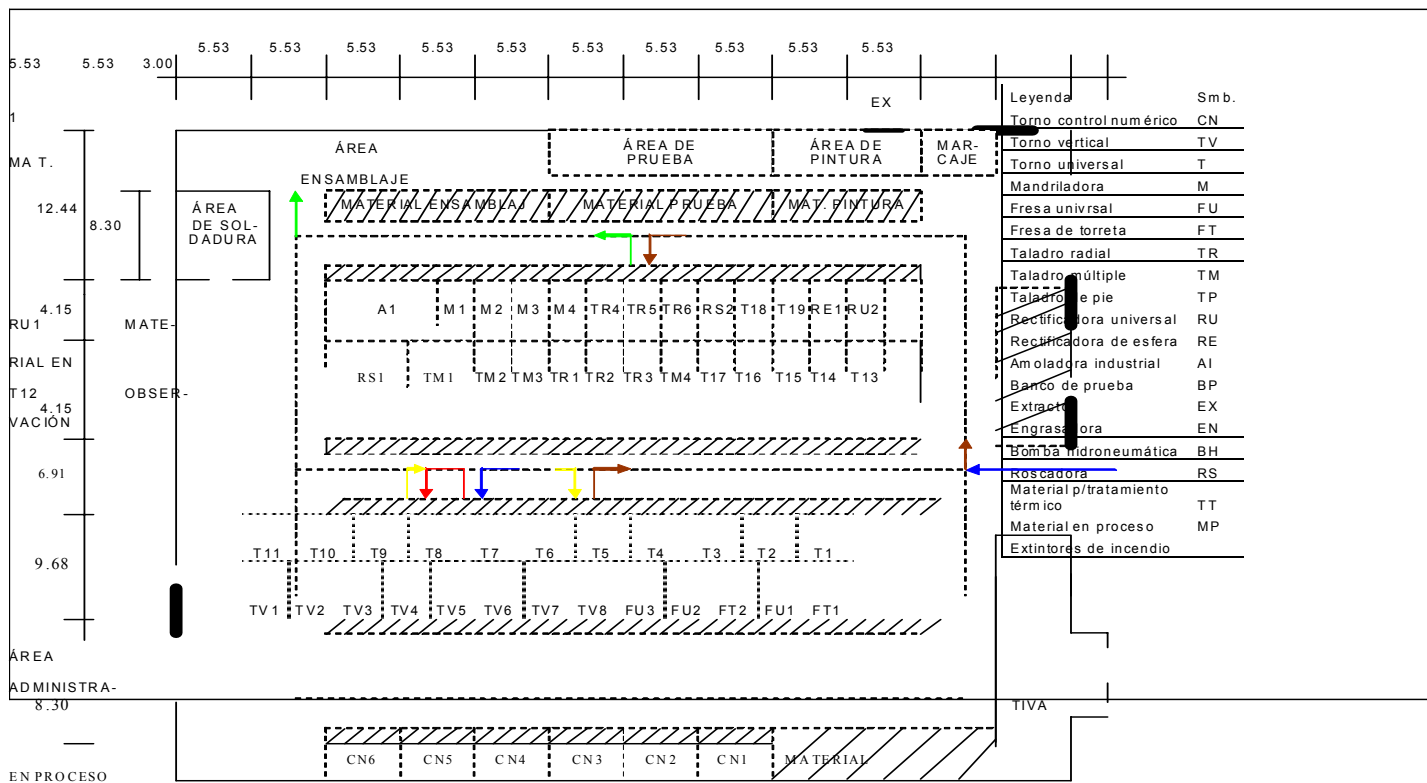 5.53 5.53 5.53 5.53 5.53 5.53 5.53 5.53 5.53 5.53
5.53 5.53 3.00
EX
Leyenda Smb.
Torno control numérico CN
Torno vertical TV
Torno universal T
Mandriladora M
Fresa univrsal FU
Fresa de torreta FT
Taladro radial TR
Taladro múltiple TM
Taladro de pie TP
Rectificadora universal RU
Rectificadora de esfera RE
Amoladora industrial AI
Banco de prueba BP
Extractor EX
Engrasadora EN
Bomba hidroneumática BH
Roscadora RS
Material p/tratamiento
térmico TT
Material en proceso MP
Extintores de incendio
1
MAT.
ÁREA
ENSAMBLAJE
ÁREA DE
PRUEBA
ÁREA DE
PINTURA
MAR-
CAJE
MATERIAL ENSAMBLAJ MATERIAL PRUEBA MAT. PINTURA
12.44
8.30
ÁREA
DE SOL-
DADURA
4.15
RU1 MATE-
RIAL EN
T12 OBSER-
4.15
VACIÓN
A1 M1 M2 M3 M4 TR4 TR5 TR6 RS2 T18 T19 RE1 RU2
RS1 TM1 TM2 TM3 TR1 TR2 TR3 TM4 T17 T16 T15 T14 T13
6.91
9.68
T11 T10 T9 T8 T7 T6 T5 T4 T3 T2 T1
TV1 TV2 TV3 TV4 TV5 TV6 TV7 TV8 FU3 FU2 FT2 FU1 FT1
ÁREA
ADMINISTRA-
8.30 TIVA
CN6 CN5 CN4 CN3 CN2 CN1 MATERIAL
EN PROCESO